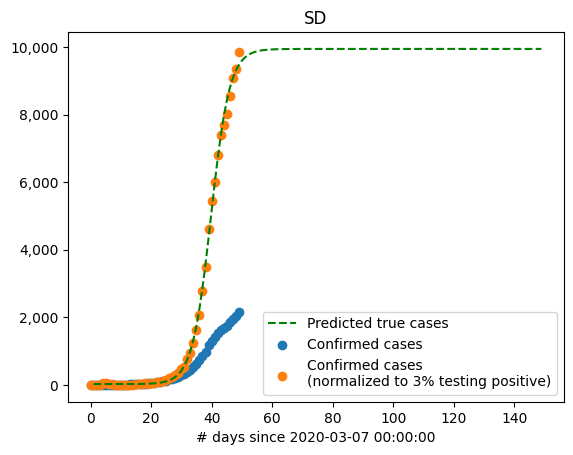 SD
10,000
8,000
6,000
4,000
2,000
0
Predicted true cases
Confirmed cases
Confirmed cases
(normalized to 3% testing positive)
0 20 40 60 80 100 120 140
# days since 2020-03-07 00:00:00